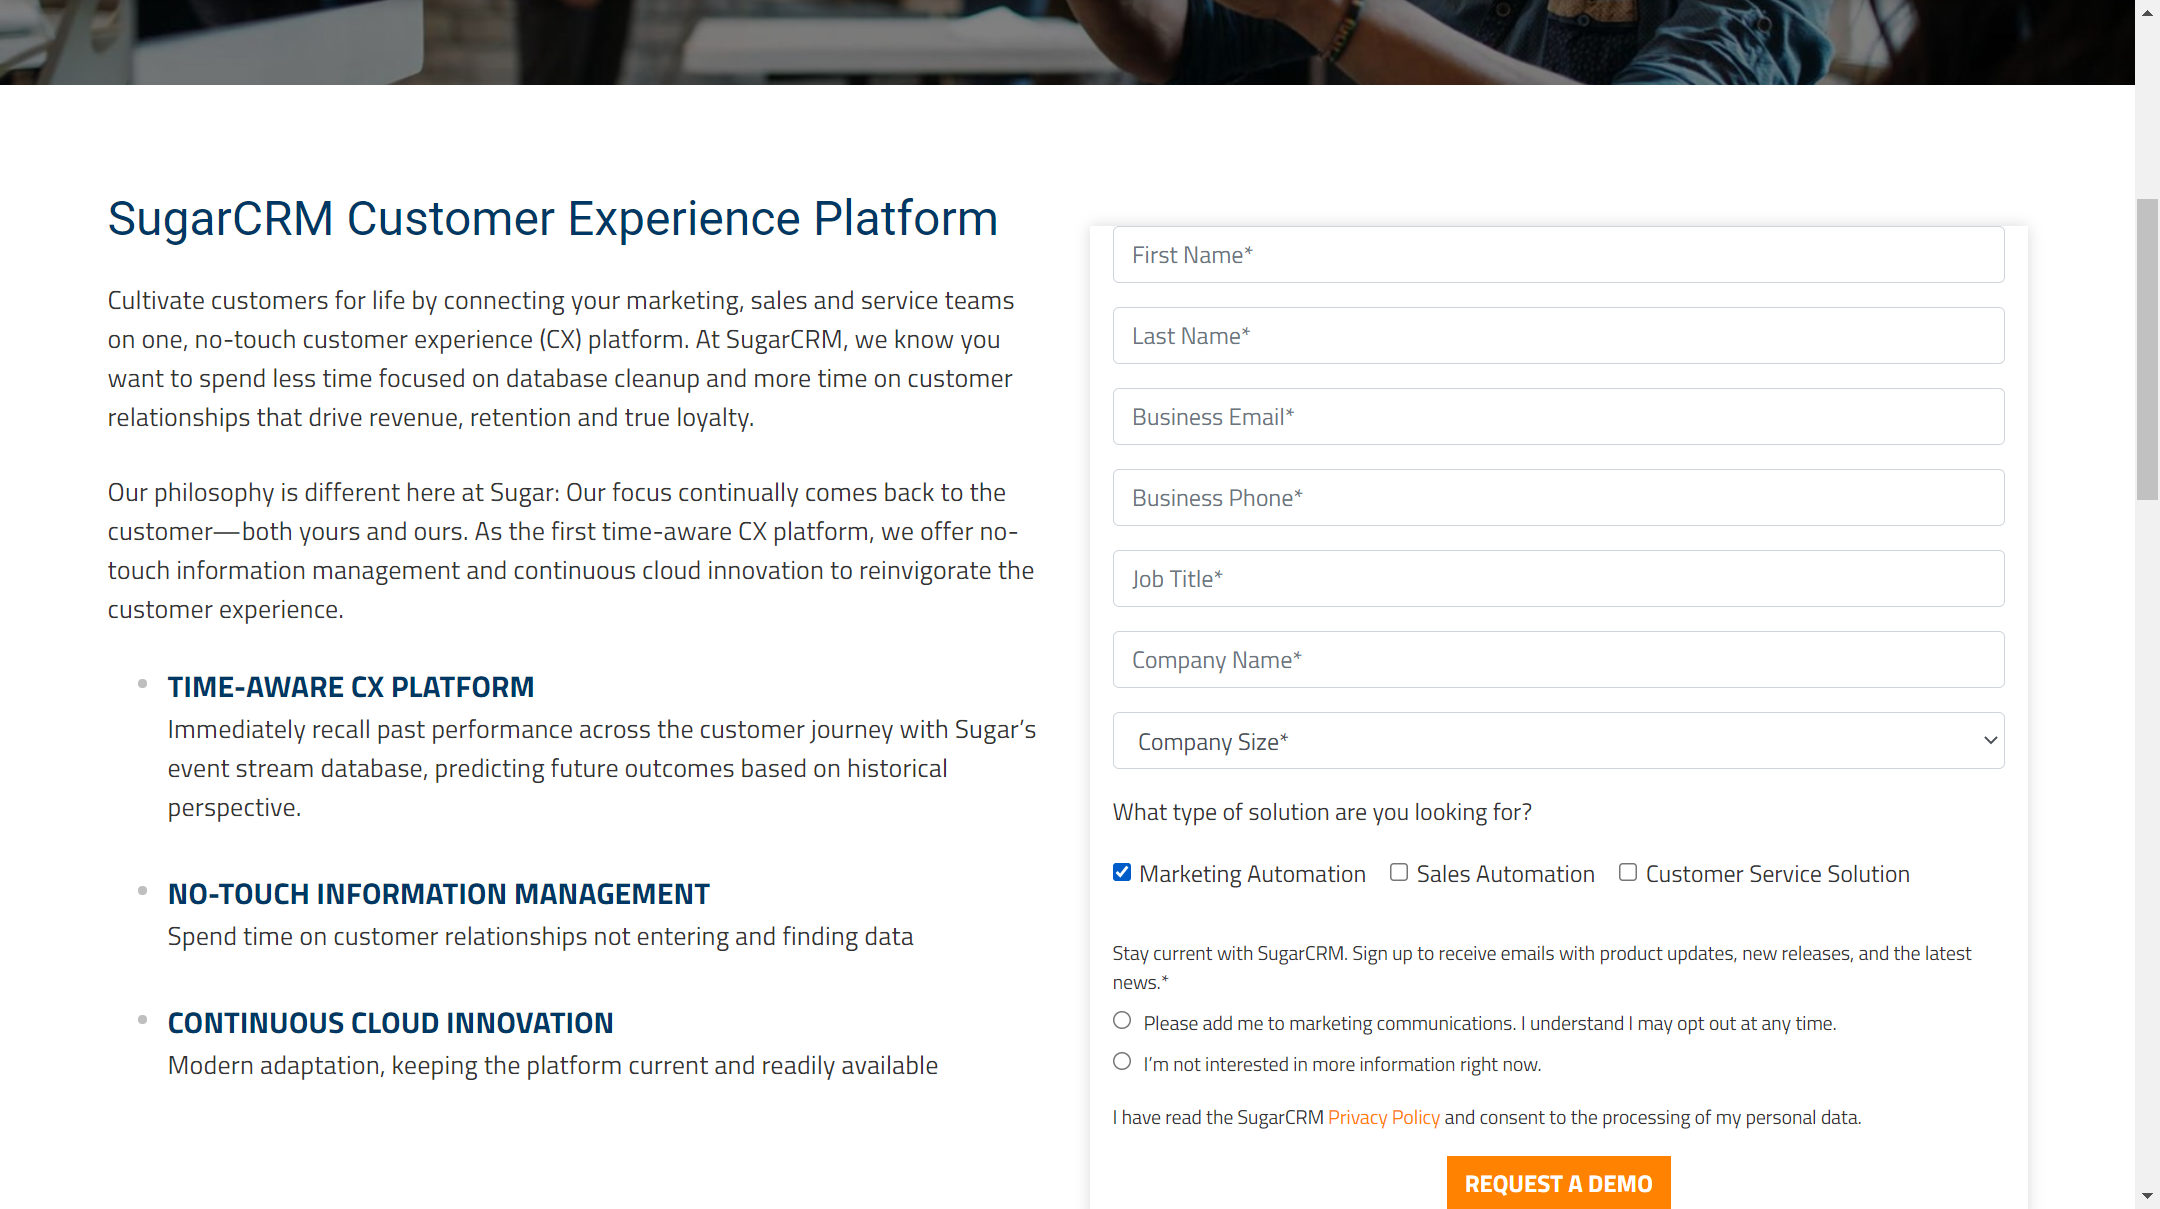 SugarCRM Customer Experience Platform
Cultivate customers for life by connecting your marketing, sales and service teams
on one, no-touch customer experience (CX) platform. At SugarCRM, we know you
want to spend less time focused on database cleanup and more time on customer
relationships that drive revenue, retention and true loyalty.
Our philosophy is different here at Sugar: Our focus continually comes back to the
customer—both yours and ours. As the first time-aware CX platform, we offer no-
touch information management and continuous cloud innovation to reinvigorate the
customer experience.
TIME-AWARE CX PLATFORM
Immediately recall past performance across the customer journey with Sugar’s
event stream database, predicting future outcomes based on historical
perspective.
NO-TOUCH INFORMATION MANAGEMENT
Spend time on customer relationships not entering and finding data
CONTINUOUS CLOUD INNOVATION
Modern adaptation, keeping the platform current and readily available
First Name*
Last Name*
Business Email*
Business Phone*
Job Title*
Company Name*
Company Size*
What type of solution are you looking for?
Marketing Automation Sales Automation Customer Service Solution
Stay current with SugarCRM. Sign up to receive emails with product updates, new releases, and the latest
news.*
Please add me to marketing communications. I understand I may opt out at any time.
I’m not interested in more information right now.
I have read the SugarCRM Privacy Policy and consent to the processing of my personal data.
REQUEST A DEMO